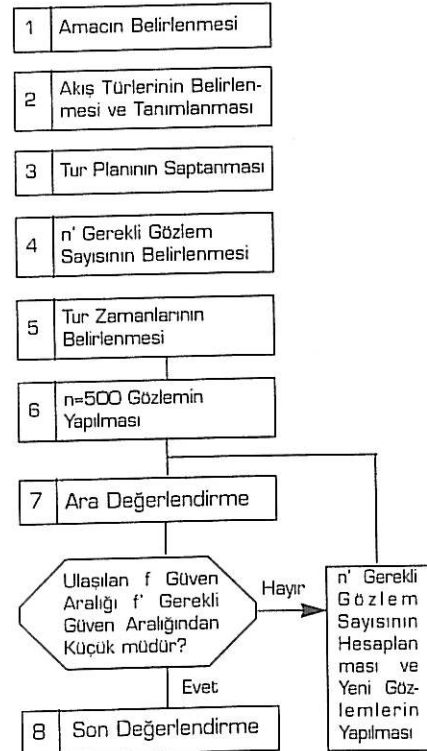 1 Amacın Belirlenmesi
2 Akış Türlerinin Belirlen-
mesi ve Tanımlanması
3 Tur Planının Saptanması
4 n' Gerekli Gözlem
Sayısının Belirlenmesi
5 Tur Zamanlarının
Belirlenmesi
6 n=500 Gözlemin
Yapılması
7 Ara Değerlendirme
Ulaşılan f Güven
Aralığı f' Gerekli
Güven Aralığından
Küçük müdür?
Hayır
n' Gerekli
Gözlem
Sayısının
Hesaplan
ması ve
Yeni Göz-
lemlerin
Yapılması
Evet
8 Son Değerlendirme